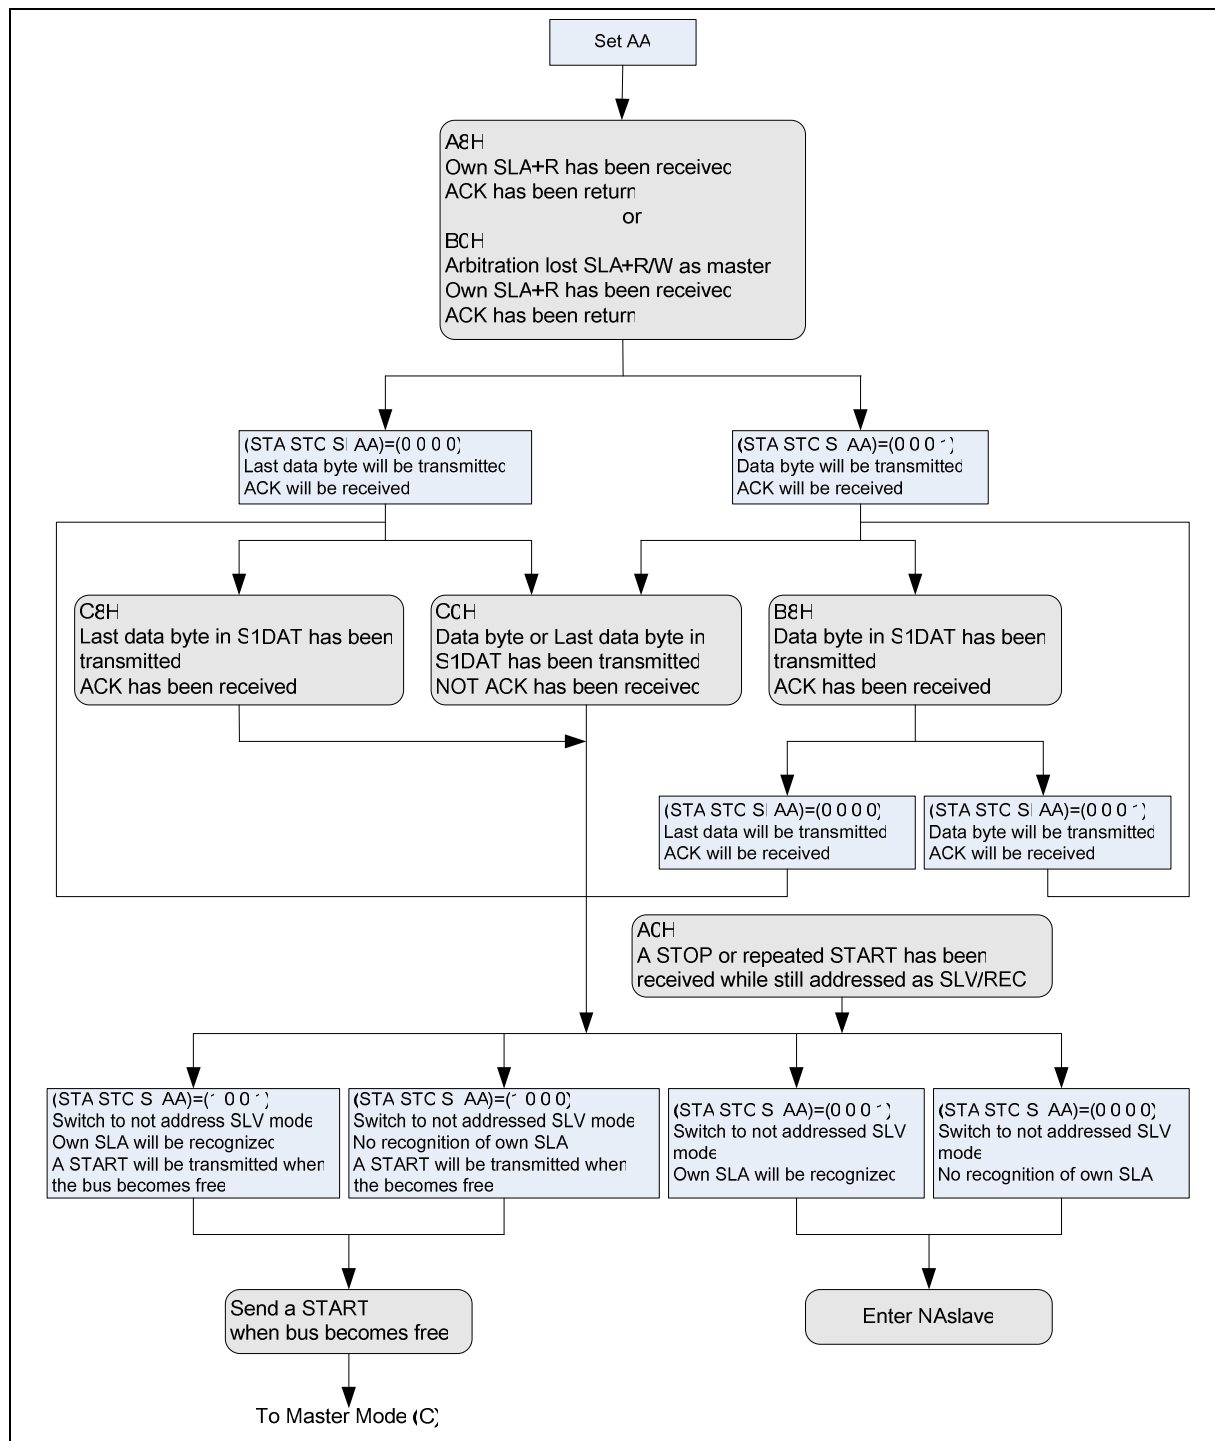 Set AA
A8H
Own SLA+R has been received
ACK has been return
or
B0H
Arbitration lost SLA+R/W as master
Own SLA+R has been received
ACK has been return
(STA STO SI AA)=(0 0 0 0)
Last data byte will be transmitted
ACK will be received
(STA STO SI AA)=(0 0 0 1)
Data byte will be transmitted
ACK will be received
C8H
Last data byte in S1DAT has been
transmitted
ACK has been received
C0H
Data byte or Last data byte in
S1DAT has been transmitted
NOT ACK has been received
B8H
Data byte in S1DAT has been
transmitted
ACK has been received
(STA STO SI AA)=(0 0 0 0)
Last data will be transmitted
ACK will be received
(STA STO SI AA)=(0 0 0 1)
Data byte will be transmitted
ACK will be received
A0H
A STOP or repeated START has been
received while still addressed as SLV/REC
(STA STO SI AA)=(1 0 0 1)
Switch to not address SLV mode
Own SLA will be recognized
A START will be transmitted when
the bus becomes free
(STA STO SI AA)=(1 0 0 0)
Switch to not addressed SLV mode
No recognition of own SLA
A START will be transmitted when
the becomes free
(STA STO SI AA)=(0 0 0 1)
Switch to not addressed SLV
mode
Own SLA will be recognized
(STA STO SI AA)=(0 0 0 0)
Switch to not addressed SLV
mode
No recognition of own SLA
Send a START
when bus becomes free
Enter NAslave
To Master Mode (C)